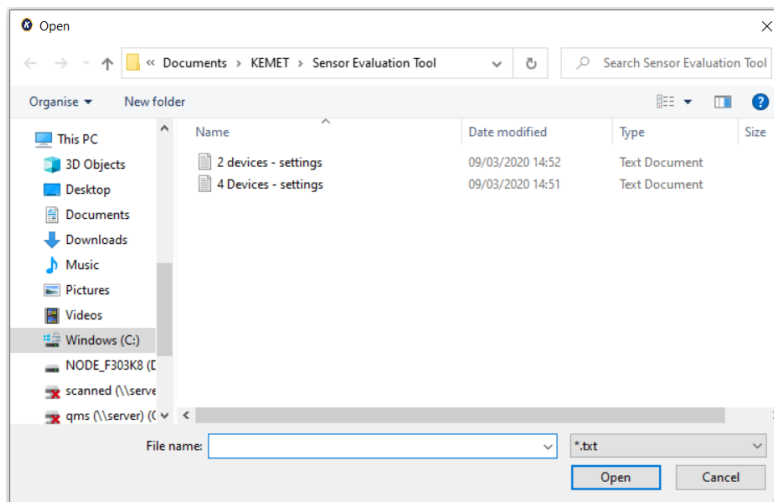 Open
« Documents > KEMET > Sensor Evaluation Tool
Search Sensor Evaluation Tool
Organise
New folder
This PC
3D Objects
Desktop
Documents
Downloads
Music
Pictures
Videos
Windows (C:)
NODE_F303K8 (D
scanned (\\serve
qms (\\server) (
Name Date modified Type Size
2 devices - settings 09/03/2020 14:52 Text Document
4 Devices - settings 09/03/2020 14:51 Text Document
File name:
*.txt
Open
Cancel